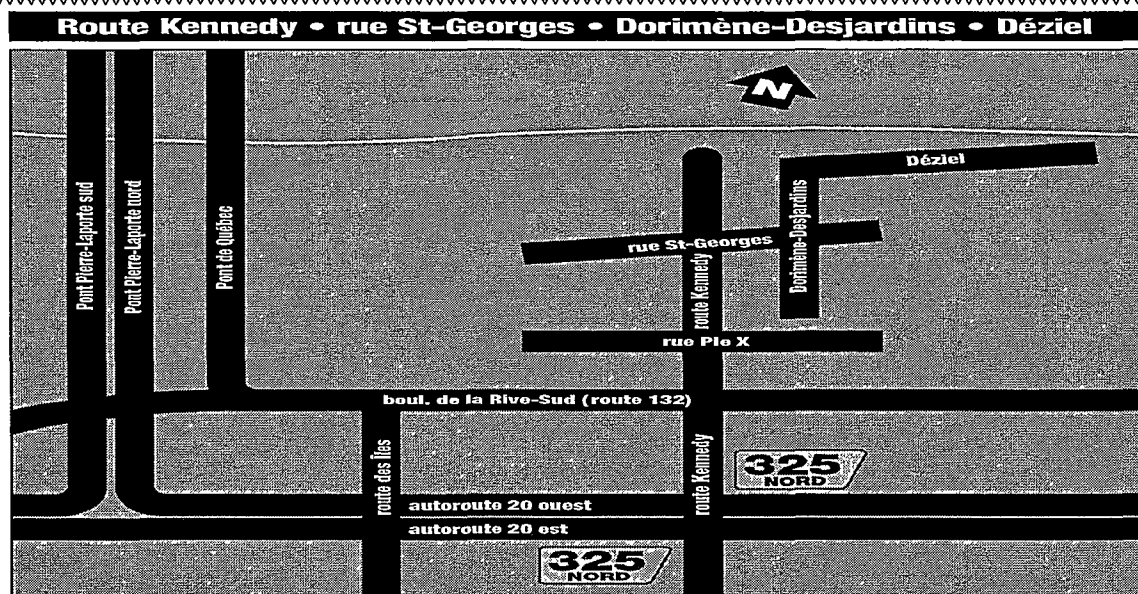 Route Kennedy • rue St-Georges • Dorimène-Desjardins • Déziel
N
Déziel
Pont Pierre-Laporte sud
Pont Pierre-Laporte nord
Pont de Québec
Dorimène-Desjardins
rue St-Georges
route Kennedy
rue Pie X
boul. de la Rive-Sud (route 132)
route des Îles
route Kennedy
325
NORD
autoroute 20 ouest
autoroute 20 est
325
NORD